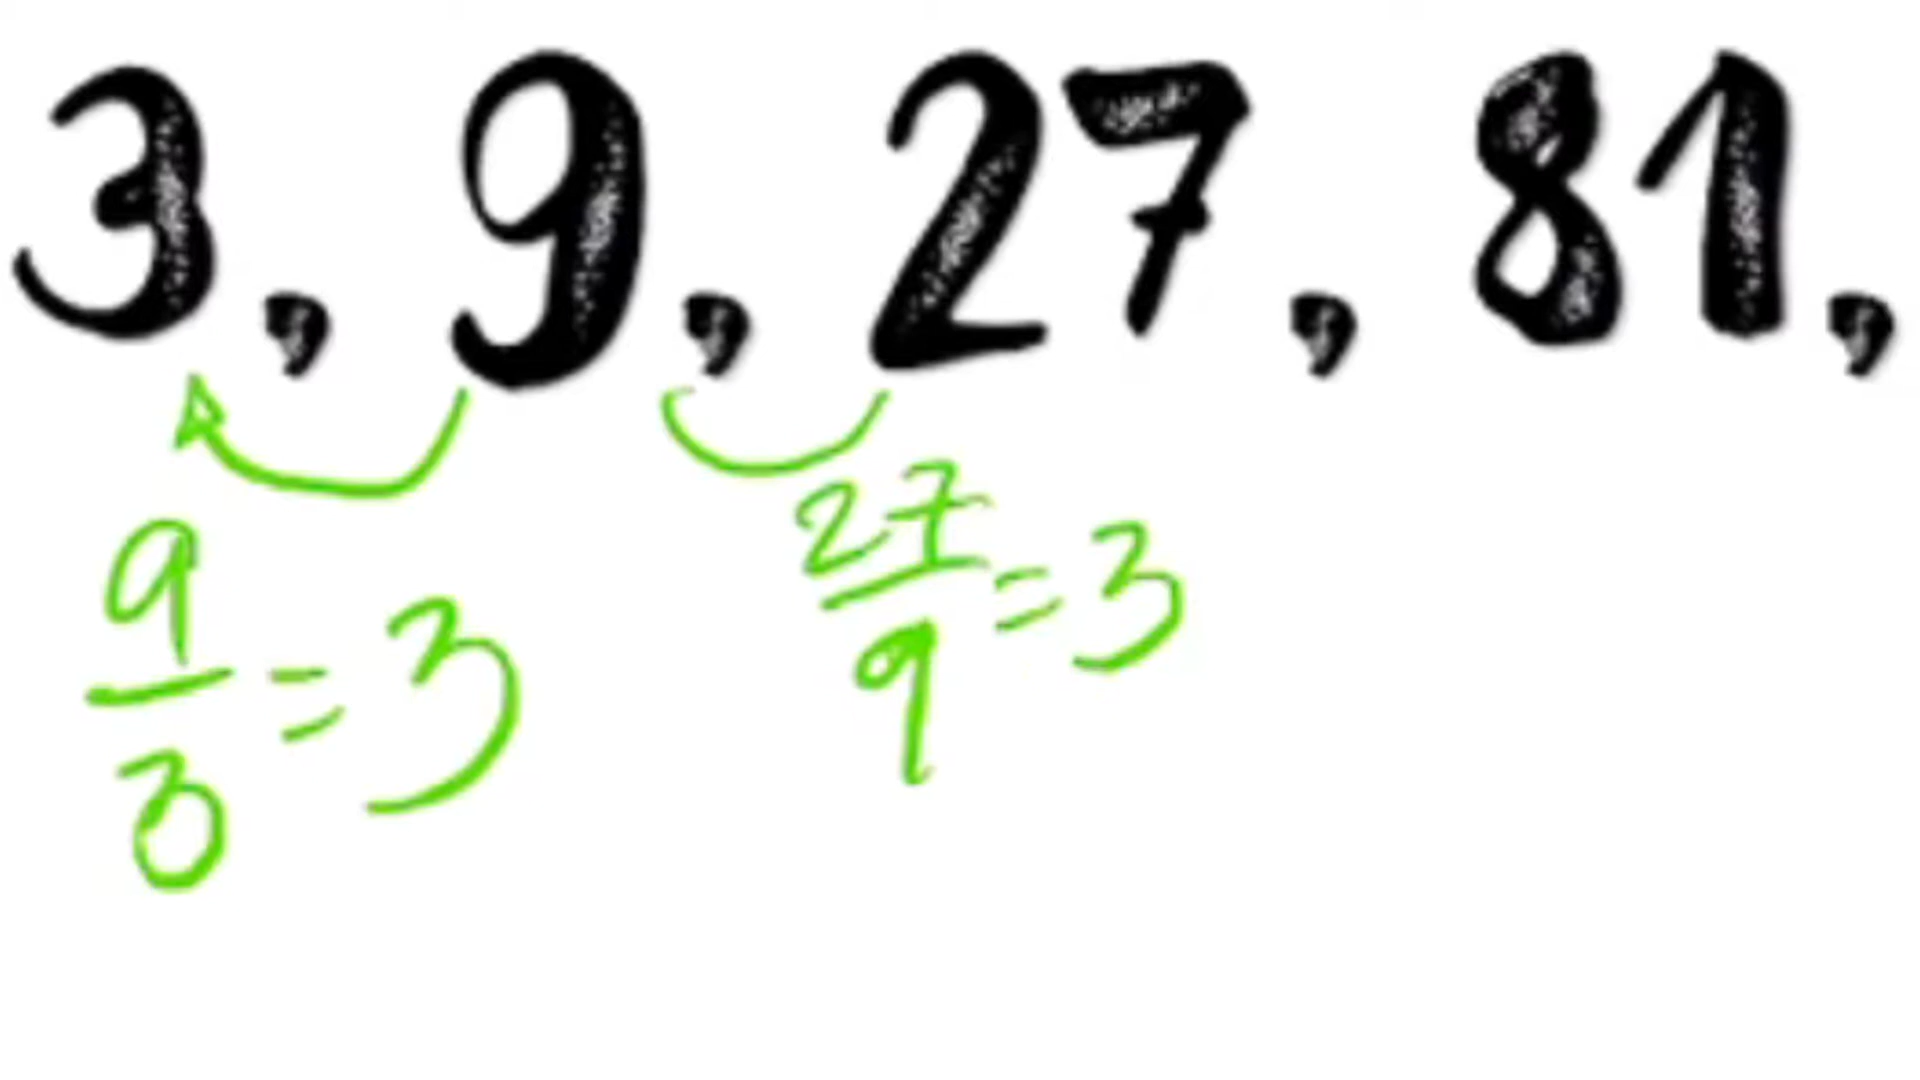 3, 9, 27, 81,
9/3 = 3
27/9 = 3